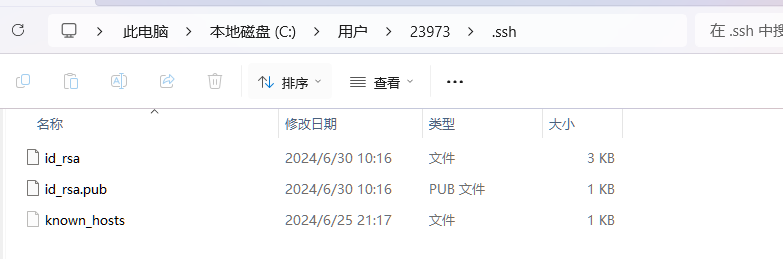 此电脑 本地磁盘 (C:) 用户 23973 .ssh 在 .ssh 中搜
排序 查看
名称 修改日期 类型 大小
id_rsa 2024/6/30 10:16 文件 3 KB
id_rsa.pub 2024/6/30 10:16 PUB 文件 1 KB
known_hosts 2024/6/25 21:17 文件 1 KB